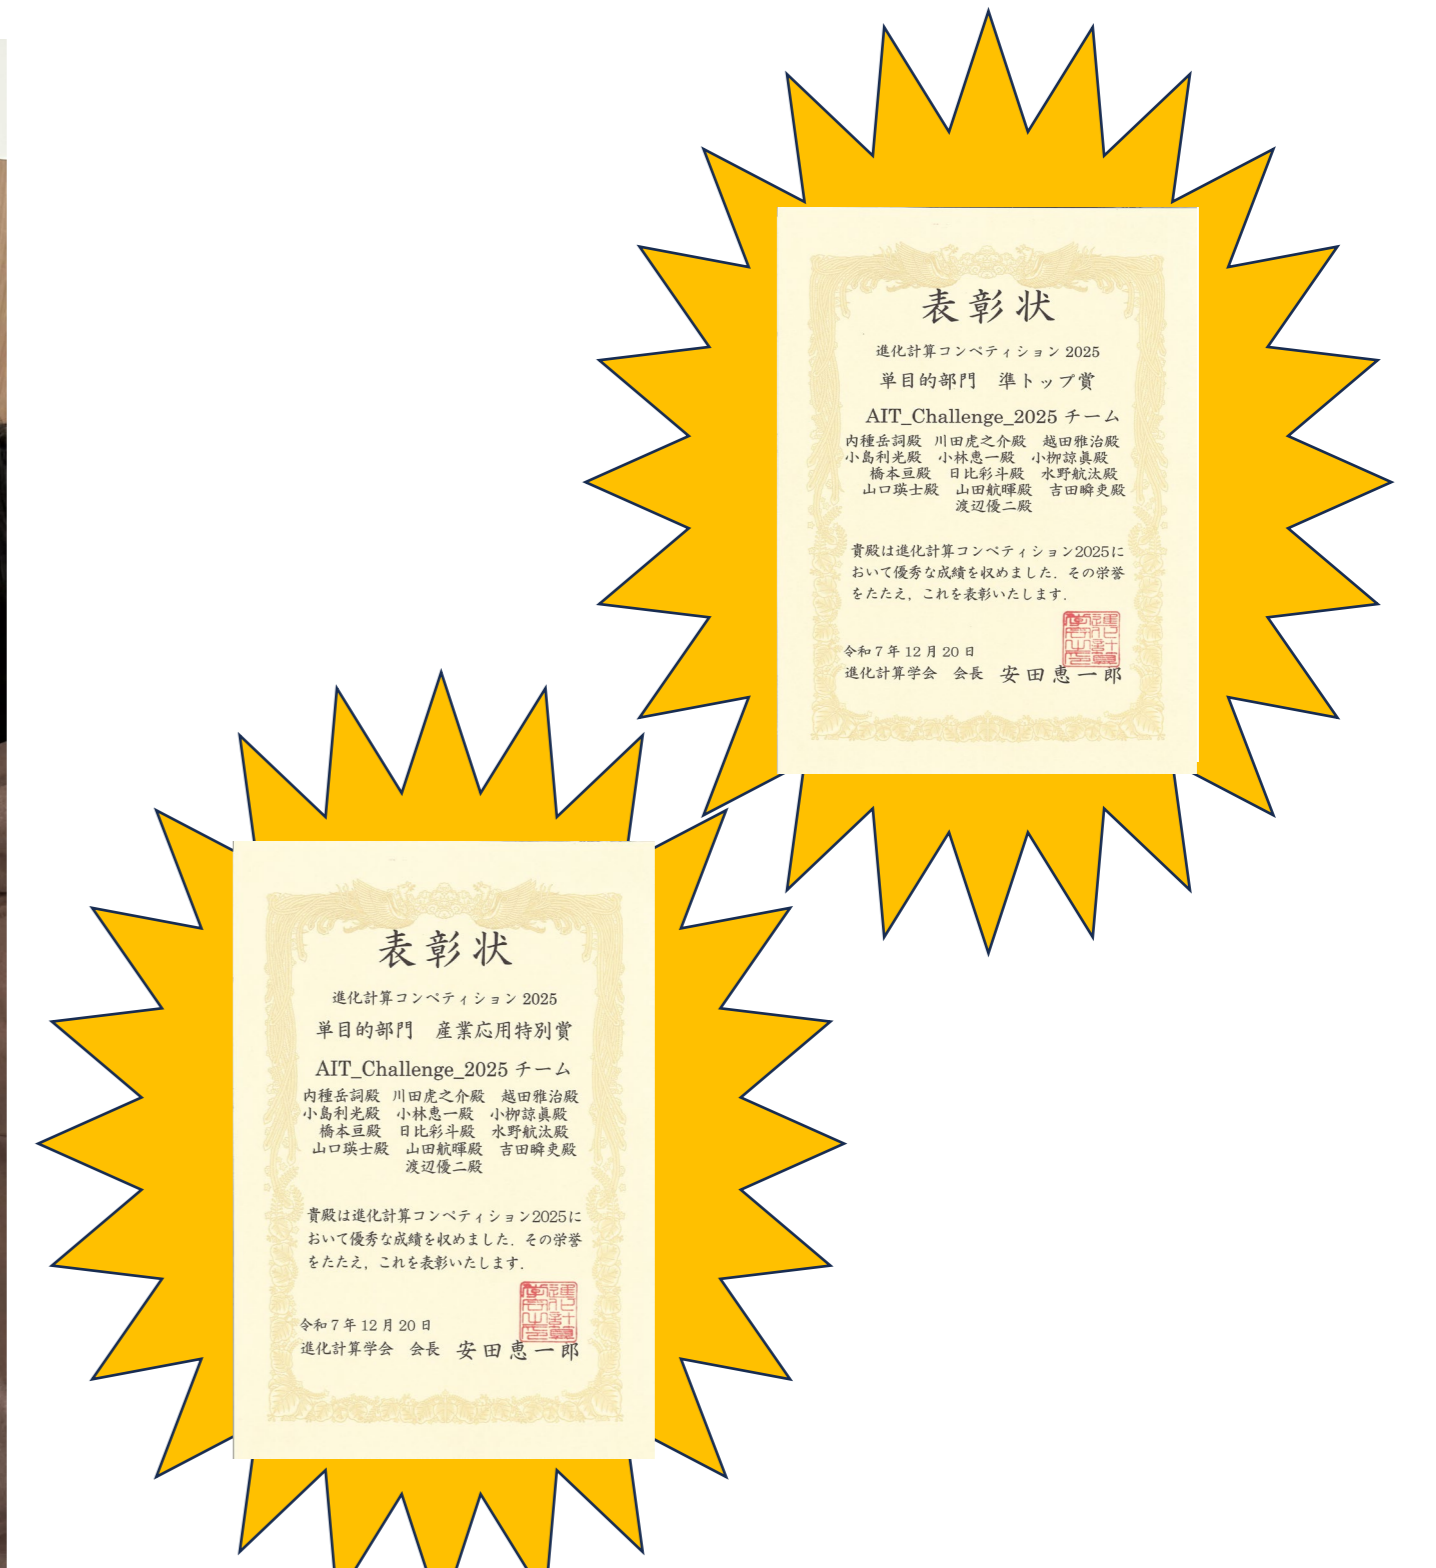 表彰状
進化計算コンペティション 2025
単目的部門 準トップ賞
AIT_Challenge_2025 チーム
内種岳詞殿 川田虎之介殿 越田雅治殿
小島利光殿 小林恵一殿 小柳諒眞殿
橋本亘殿 日比彩斗殿 水野航汰殿
山口瑛士殿 山田航暉殿 吉田瞬吏殿
渡辺優二殿
貴殿は進化計算コンペティション2025に
おいて優秀な成績を収めました．その栄誉
をたたえ，これを表彰いたします．
令和7年12月20日
進化計算学会 会長 安田恵一郎
表彰状
進化計算コンペティション 2025
単目的部門 産業応用特別賞
AIT_Challenge_2025 チーム
内種岳詞殿 川田虎之介殿 越田雅治殿
小島利光殿 小林恵一殿 小柳諒眞殿
橋本亘殿 日比彩斗殿 水野航汰殿
山口瑛士殿 山田航暉殿 吉田瞬吏殿
渡辺優二殿
貴殿は進化計算コンペティション2025に
おいて優秀な成績を収めました．その栄誉
をたたえ，これを表彰いたします．
令和7年12月20日
進化計算学会 会長 安田恵一郎